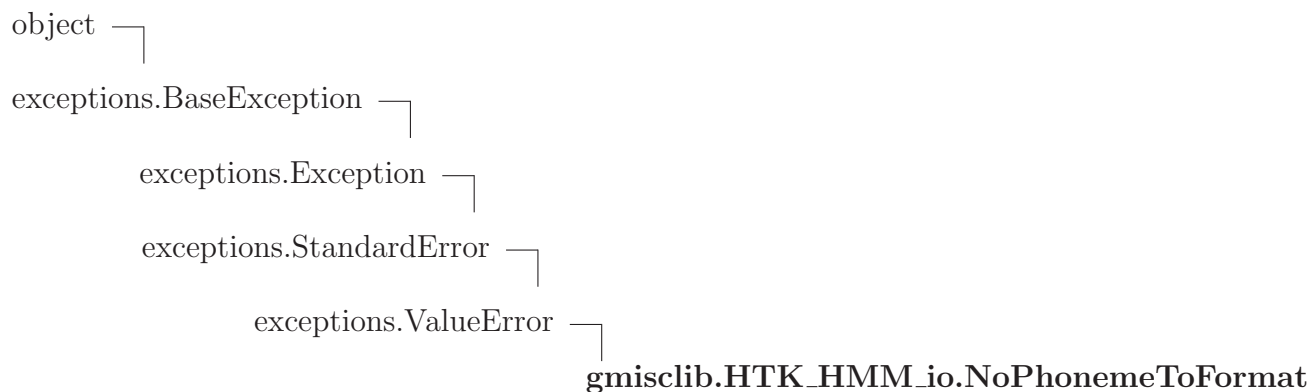 object
exceptions.BaseException
exceptions.Exception
exceptions.StandardError
exceptions.ValueError
gmisclib.HTK_HMM_io.NoPhonemeToFormat